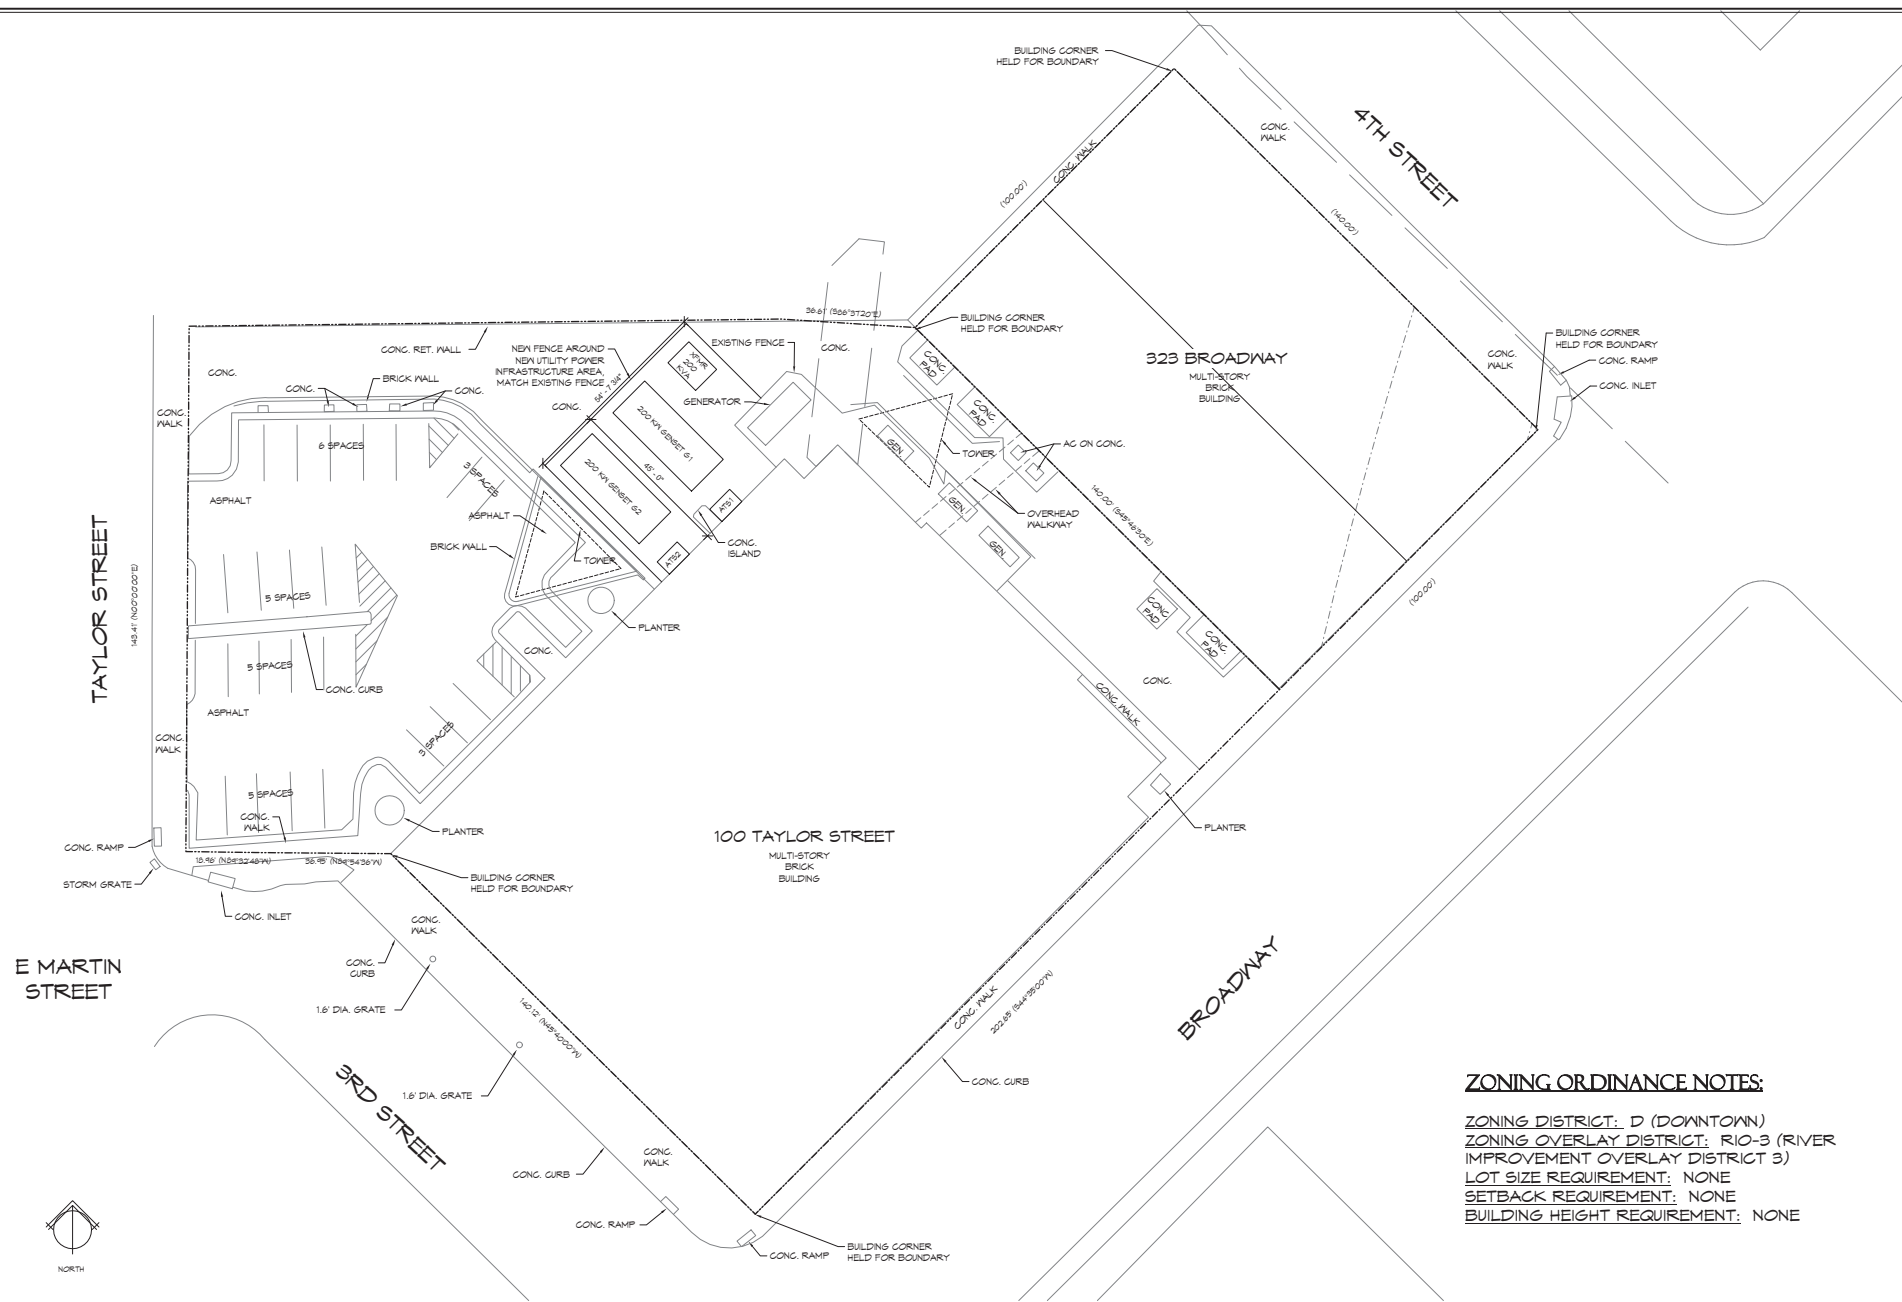 BUILDING CORNER
HELD FOR BOUNDARY
4TH STREET
CONC.
WALK
CONC. WALK
(100.00')
(140.00')
36.61' (S86°37'20"E)
BUILDING CORNER
HELD FOR BOUNDARY
BUILDING CORNER
HELD FOR BOUNDARY
CONC. RAMP
CONC. INLET
CONC.
WALK
323 BROADWAY
MULTI-STORY
BRICK
BUILDING
EXISTING FENCE
CONC.
CONC.
PAD
CONC.
PAD
NEW FENCE AROUND
NEW UTILITY POWER
INFRASTRUCTURE AREA,
MATCH EXISTING FENCE
XFMR
200
KVA
54'-7 3/4"
CONC. RET. WALL
CONC.
BRICK WALL
CONC.
CONC.
CONC.
GENERATOR
200 KW GENSET G1
200 KW GENSET G2
45'-0"
ATS1
ATS2
CONC.
ISLAND
GEN.
TOWER
AC ON CONC.
GEN.
OVERHEAD
WALKWAY
GEN
140.00' (S45°46'30"E)
CONC.
WALK
6 SPACES
3 SPACES
ASPHALT
ASPHALT
BRICK WALL
TOWER
TAYLOR STREET
143.41' (N00°00'00"E)
5 SPACES
PLANTER
CONC.
5 SPACES
CONC. CURB
ASPHALT
CONC.
WALK
3 SPACES
5 SPACES
CONC.
WALK
PLANTER
CONC.
PAD
CONC.
PAD
(100.00')
CONC.
CONC. WALK
PLANTER
100 TAYLOR STREET
MULTI-STORY
BRICK
BUILDING
CONC. RAMP
STORM GRATE
CONC. INLET
BUILDING CORNER
HELD FOR BOUNDARY
CONC.
WALK
E MARTIN
STREET
CONC.
CURB
1.6' DIA. GRATE
140.12' (N45°40'00"W)
1.6' DIA. GRATE
3RD STREET
CONC. WALK
202.65' (S44°35'00"W)
BROADWAY
CONC. CURB
CONC.
WALK
CONC. CURB
CONC. RAMP
CONC. RAMP
BUILDING CORNER
HELD FOR BOUNDARY
NORTH
ZONING ORDINANCE NOTES:
ZONING DISTRICT: D (DOWNTOWN)
ZONING OVERLAY DISTRICT: RIO-3 (RIVER
IMPROVEMENT OVERLAY DISTRICT 3)
LOT SIZE REQUIREMENT: NONE
SETBACK REQUIREMENT: NONE
BUILDING HEIGHT REQUIREMENT: NONE